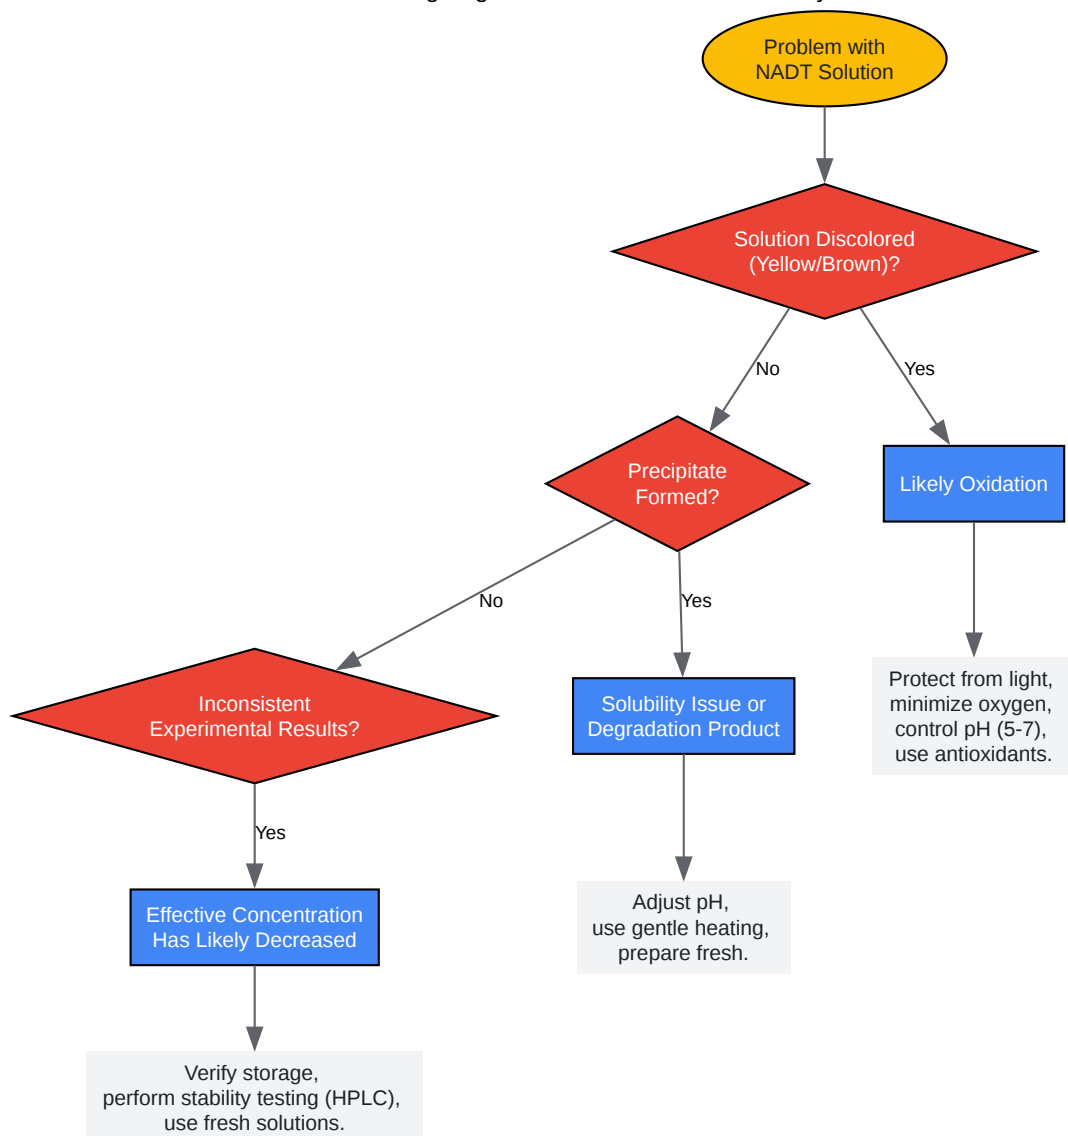 Problem with
NADT Solution
Solution Discolored
(Yellow/Brown)?
No
Yes
Precipitate
Formed?
Likely Oxidation
No
Yes
Protect from light,
minimize oxygen,
control pH (5-7),
use antioxidants.
Inconsistent
Experimental Results?
Solubility Issue or
Degradation Product
Yes
Adjust pH,
use gentle heating,
prepare fresh.
Effective Concentration
Has Likely Decreased
Verify storage,
perform stability testing (HPLC),
use fresh solutions.